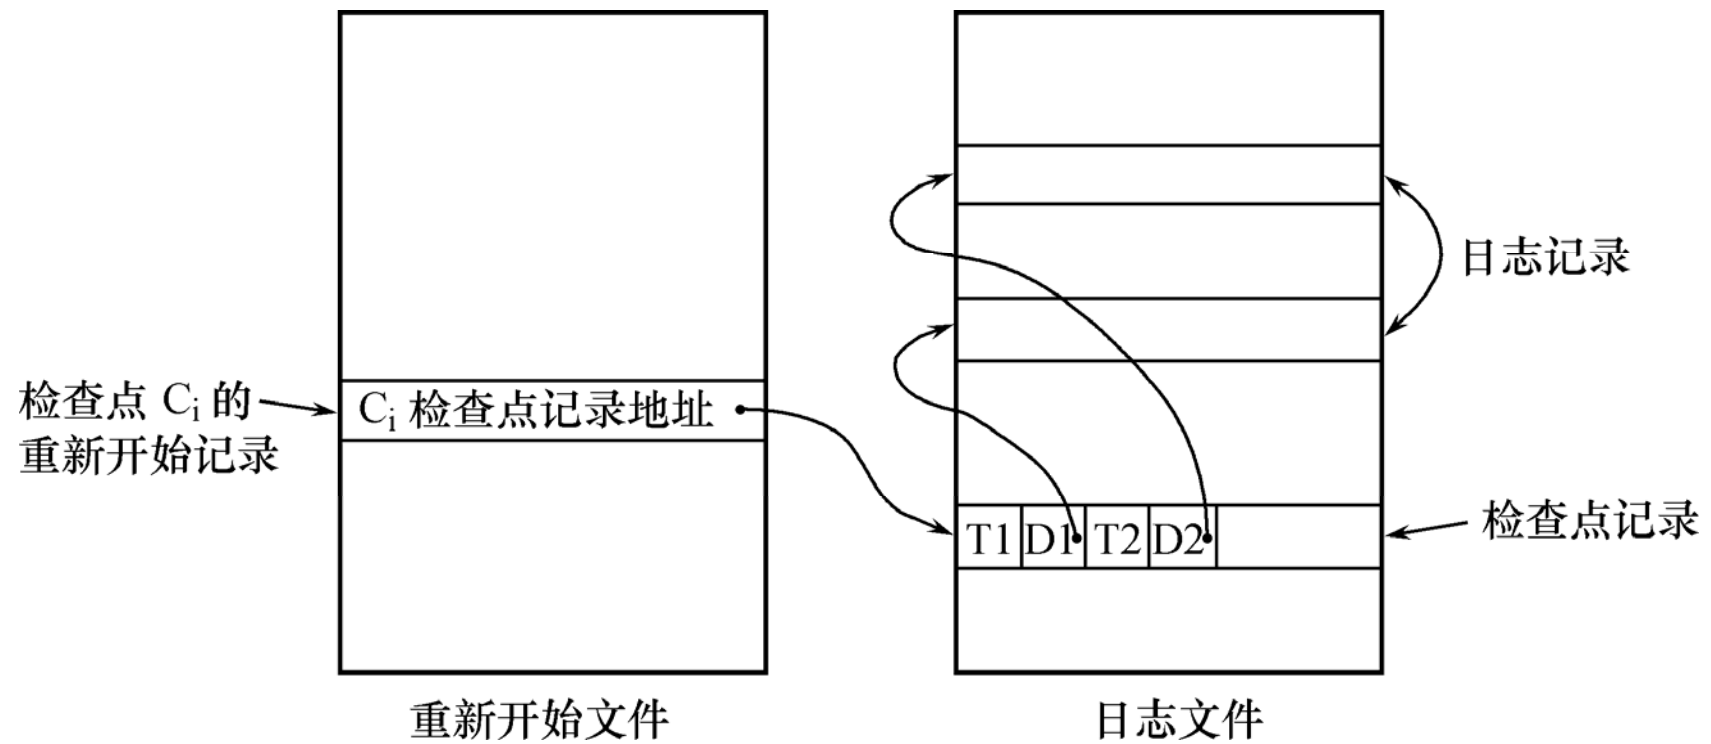 日志记录
检查点 Ci 的
重新开始记录
Ci 检查点记录地址
T1 D1 T2 D2
检查点记录
重新开始文件
日志文件